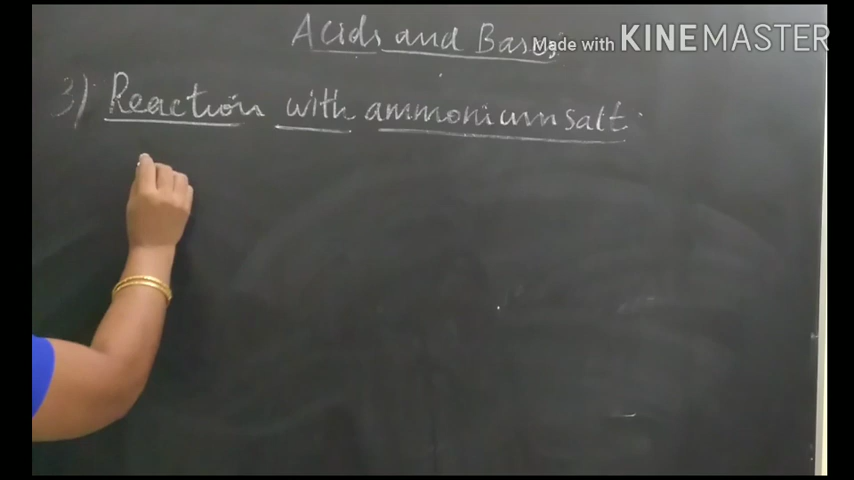 Acids and Bases
Made with KINEMASTER
3) Reaction with ammonium salt.